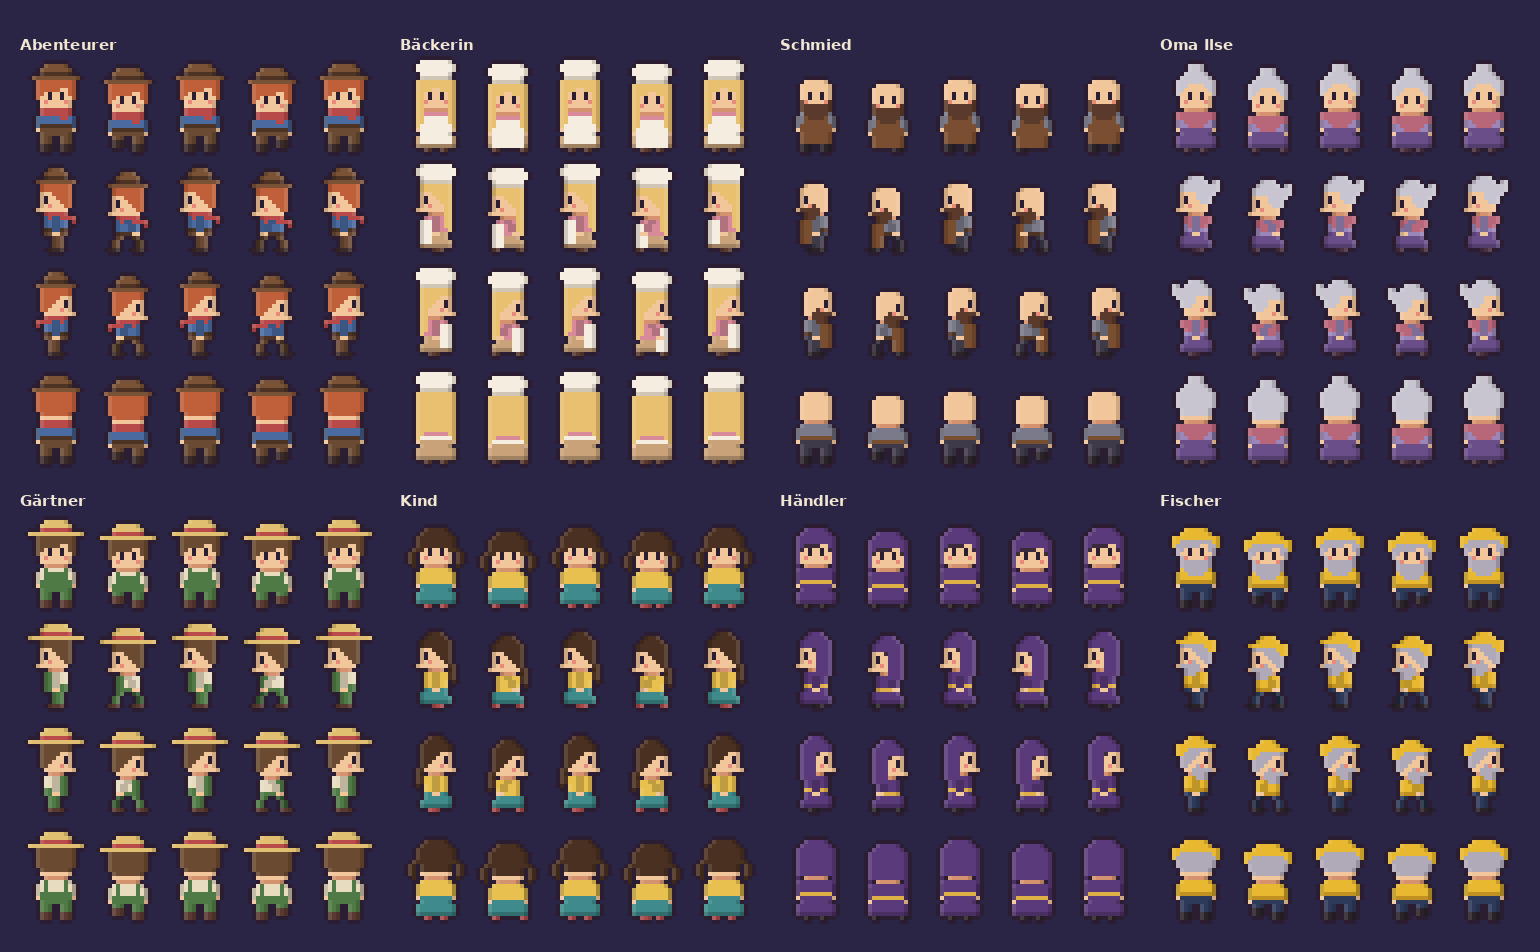 Abenteurer
Bäckerin
Schmied
Oma Ilse
Gärtner
Kind
Händler
Fischer